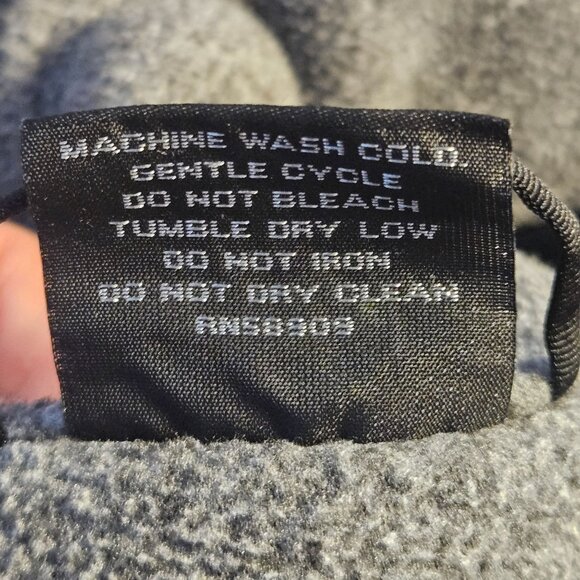 MACHINE WASH COLD.
GENTLE CYCLE
DO NOT BLEACH
TUMBLE DRY LOW
DO NOT IRON
DO NOT DRY CLEAN
RN58909